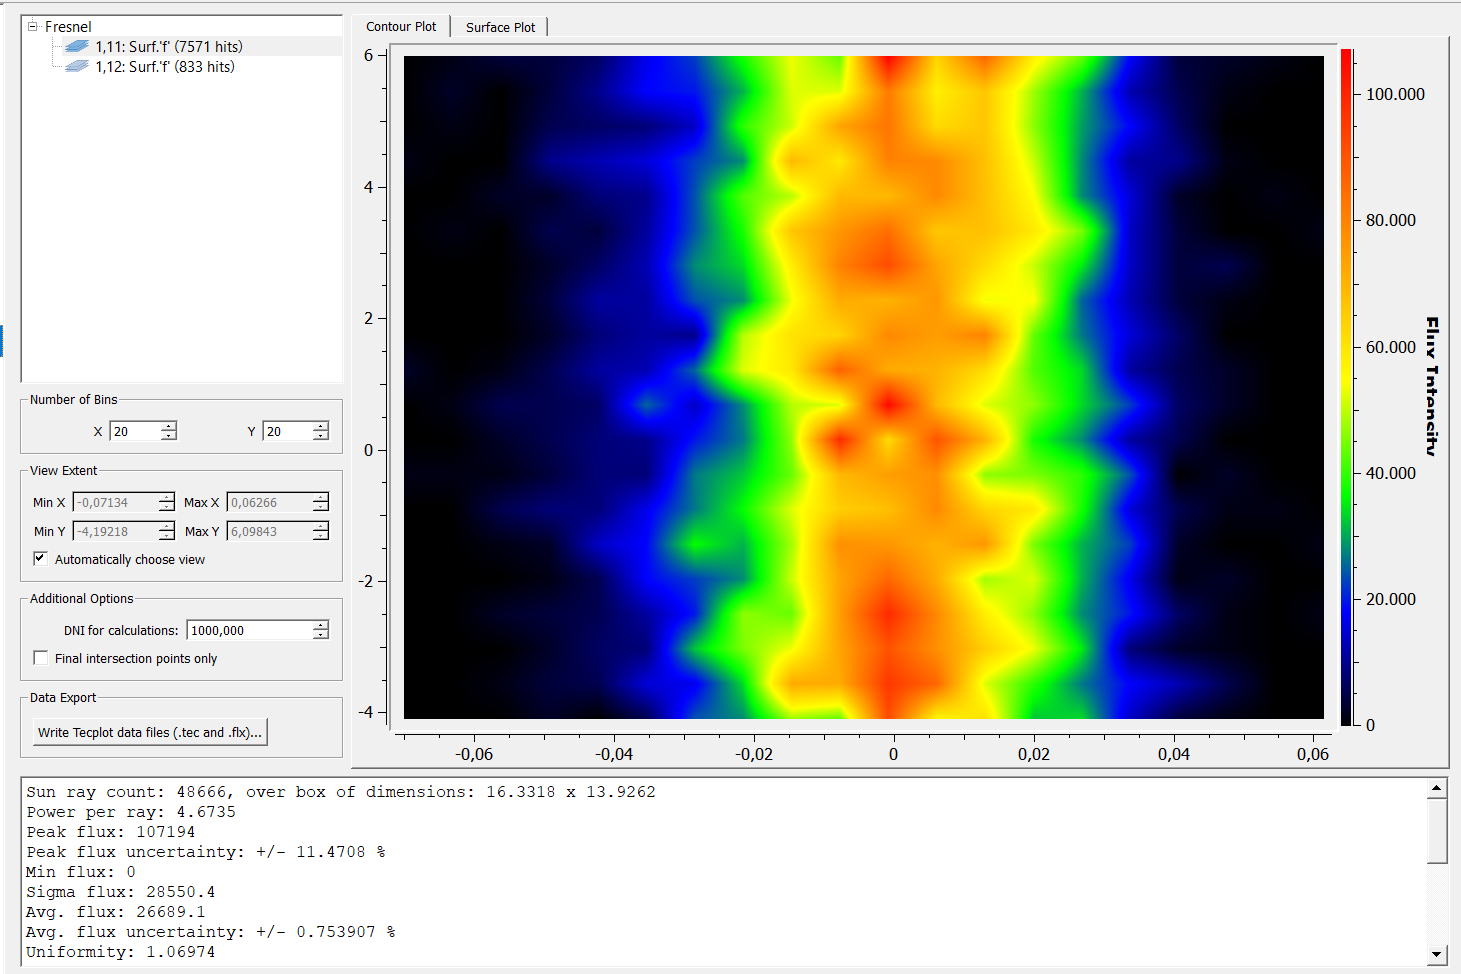 Fresnel
1,11: Surf.'f' (7571 hits)
1,12: Surf.'f' (833 hits)
Number of Bins
X 20 Y 20
View Extent
Min X -0,07134 Max X 0,06266
Min Y -4,19218 Max Y 6,09843
Automatically choose view
Additional Options
DNI for calculations: 1000,000
Final intersection points only
Data Export
Write Tecplot data files (.tec and .flx)...
Contour Plot Surface Plot
6
4
2
0
-2
-4
-0,06 -0,04 -0,02 0 0,02 0,04 0,06
100.000
80.000
60.000
40.000
20.000
0
Flux Intensity
Sun ray count: 48666, over box of dimensions: 16.3318 x 13.9262
Power per ray: 4.6735
Peak flux: 107194
Peak flux uncertainty: +/- 11.4708 %
Min flux: 0
Sigma flux: 28550.4
Avg. flux: 26689.1
Avg. flux uncertainty: +/- 0.753907 %
Uniformity: 1.06974